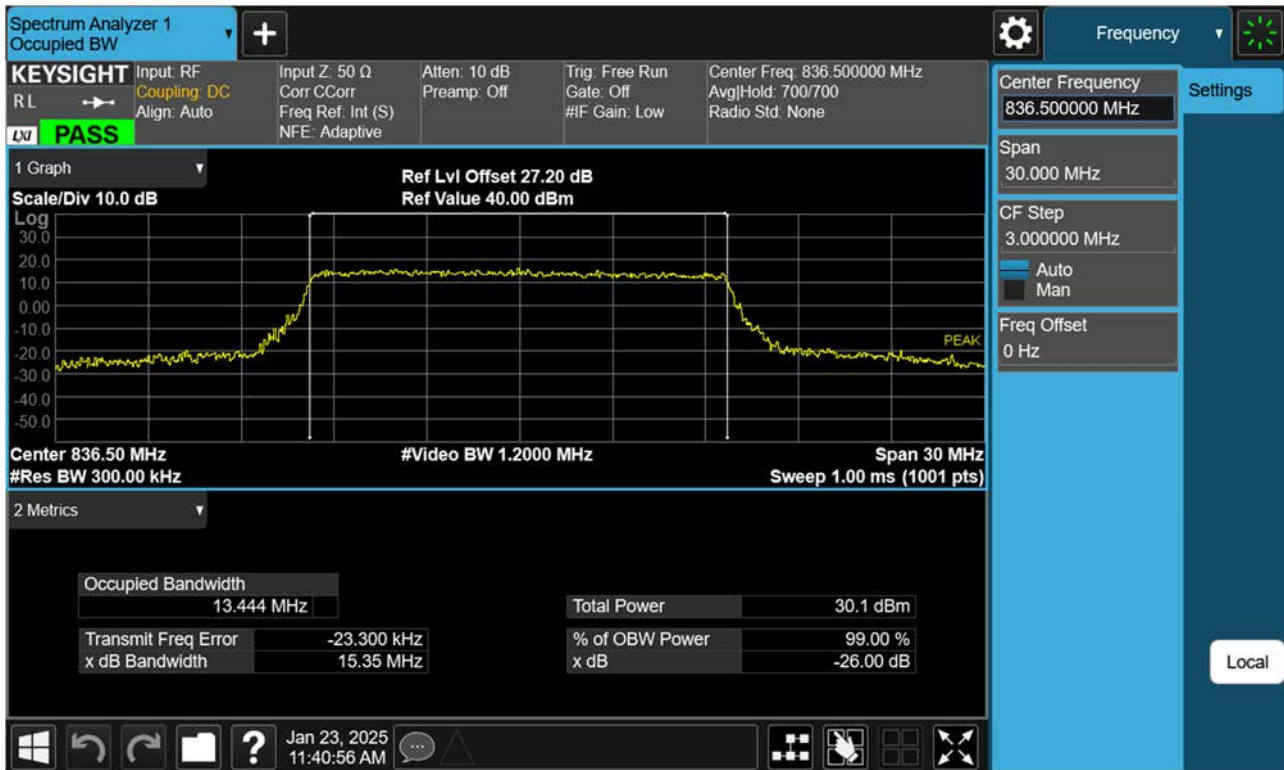 Spectrum Analyzer 1
Occupied BW
Frequency
KEYSIGHT
R L
LXI
PASS
Input: RF
Coupling: DC
Align: Auto
Input Z: 50 Ω
Corr CCorr
Freq Ref: Int (S)
NFE: Adaptive
Atten: 10 dB
Preamp: Off
Trig: Free Run
Gate: Off
#IF Gain: Low
Center Freq: 836.500000 MHz
Avg|Hold: 700/700
Radio Std: None
1 Graph
Scale/Div 10.0 dB
Ref Lvl Offset 27.20 dB
Ref Value 40.00 dBm
Log
30.0
20.0
10.0
0.00
-10.0
-20.0
-30.0
-40.0
-50.0
PEAK
Center 836.50 MHz
#Video BW 1.2000 MHz
Span 30 MHz
#Res BW 300.00 kHz
Sweep 1.00 ms (1001 pts)
2 Metrics
Occupied Bandwidth
13.444 MHz
Total Power 30.1 dBm
Transmit Freq Error -23.300 kHz
% of OBW Power 99.00 %
x dB Bandwidth 15.35 MHz
x dB -26.00 dB
Center Frequency
836.500000 MHz
Settings
Span
30.000 MHz
CF Step
3.000000 MHz
Auto
Man
Freq Offset
0 Hz
Local
?
Jan 23, 2025
11:40:56 AM